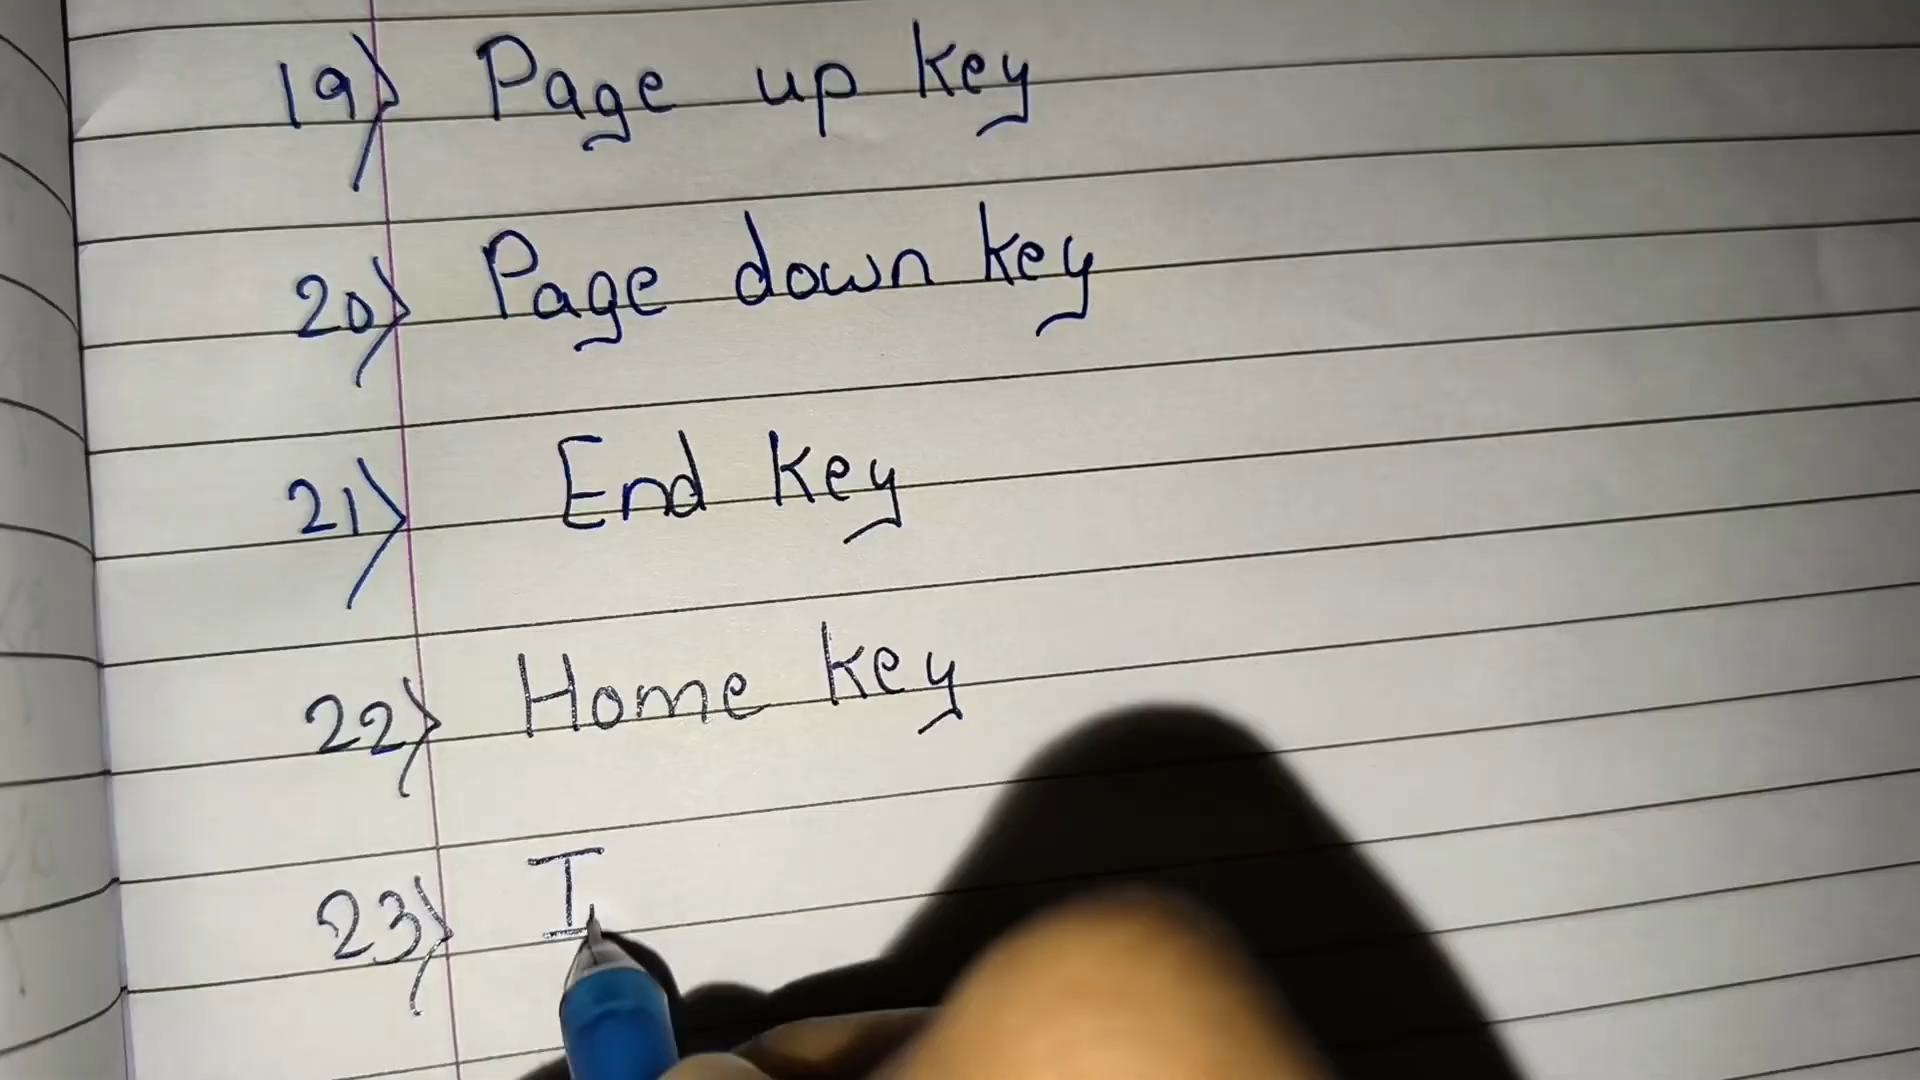 19) Page up key
20) Page down key
21) End key
22) Home key
23) I